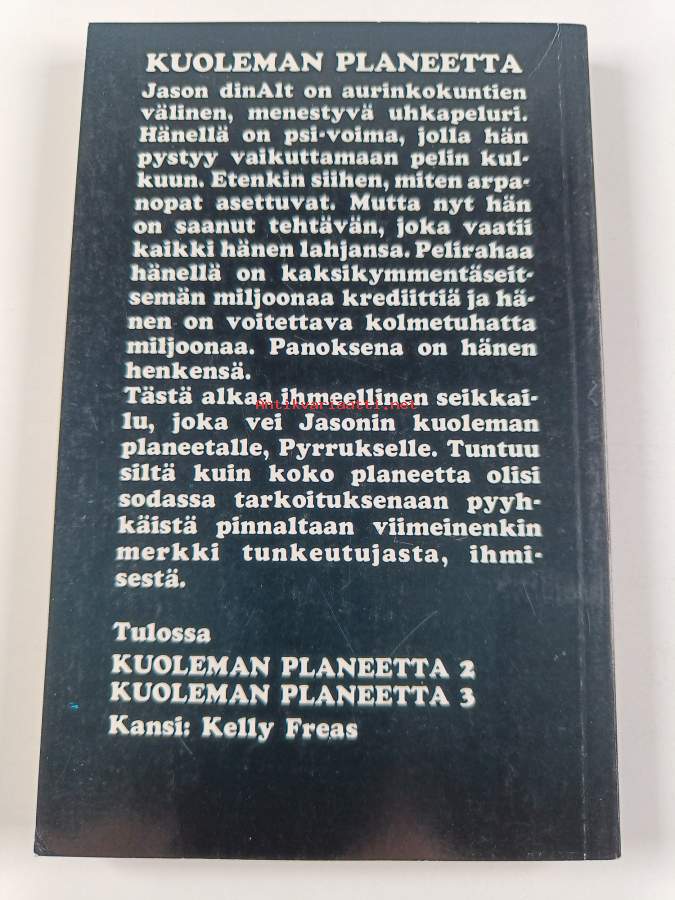 KUOLEMAN PLANEETTA
Jason dinAlt on aurinkokuntien
välinen, menestyvä uhkapeluri.
Hänellä on psi-voima, jolla hän
pystyy vaikuttamaan pelin kul-
kuun. Etenkin siihen, miten arpa-
nopat asettuvat. Mutta nyt hän
on saanut tehtävän, joka vaatii
kaikki hänen lahjansa. Pelirahaa
hänellä on kaksikymmentäseit-
semän miljoonaa krediittiä ja hä-
nen on voitettava kolmetuhatta
miljoonaa. Panoksena on hänen
henkensä.
Tästä alkaa ihmeellinen seikkai-
Antikvariaatti.net
lu, joka vei Jasonin kuoleman
planeetalle, Pyrrukselle. Tuntuu
siltä kuin koko planeetta olisi
sodassa tarkoituksenaan pyyh-
käistä pinnaltaan viimeinenkin
merkki tunkeutujasta, ihmi-
sestä.
Tulossa
KUOLEMAN PLANEETTA 2
KUOLEMAN PLANEETTA 3
Kansi: Kelly Freas